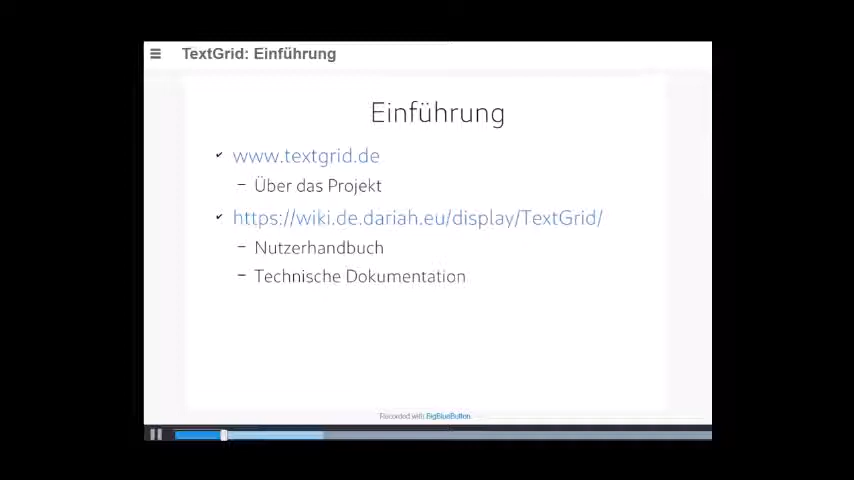 TextGrid: Einführung
Einführung
www.textgrid.de
– Über das Projekt
https://wiki.de.dariah.eu/display/TextGrid/
– Nutzerhandbuch
– Technische Dokumentation
Recorded with BigBlueButton.